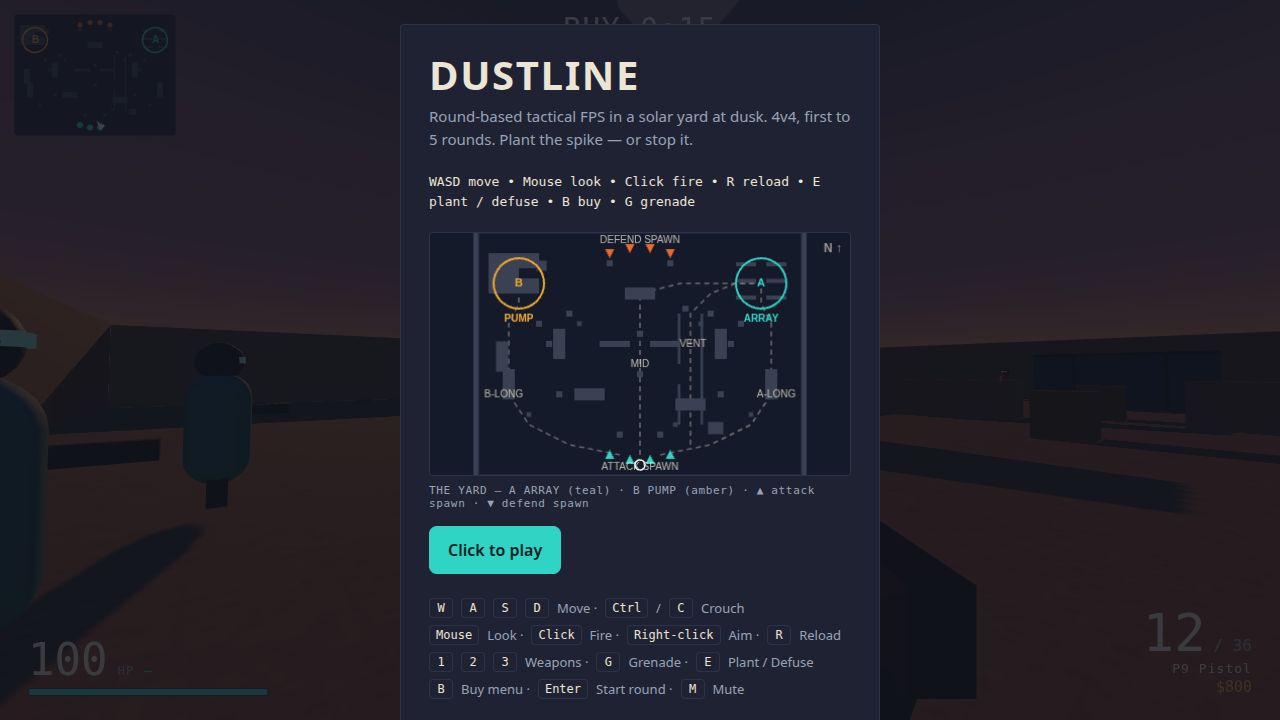 BUY 0:15
B
A
DUSTLINE
Round-based tactical FPS in a solar yard at dusk. 4v4, first to
5 rounds. Plant the spike — or stop it.
WASD move • Mouse look • Click fire • R reload • E
plant / defuse • B buy • G grenade
DEFEND SPAWN
N ↑
B
A
PUMP
ARRAY
VENT
MID
B-LONG
A-LONG
ATTACK SPAWN
THE YARD — A ARRAY (teal) · B PUMP (amber) · ▲ attack
spawn · ▼ defend spawn
Click to play
W A S D Move · Ctrl / C Crouch
Mouse Look · Click Fire · Right-click Aim · R Reload
1 2 3 Weapons · G Grenade · E Plant / Defuse
B Buy menu · Enter Start round · M Mute
100 HP —
12 / 36
P9 Pistol
$800